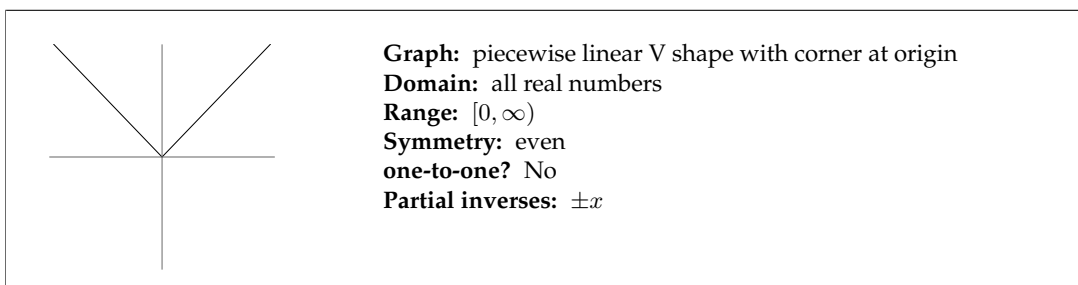 Graph: piecewise linear V shape with corner at origin
Domain: all real numbers
Range: [0, ∞)
Symmetry: even
one-to-one? No
Partial inverses: ±x